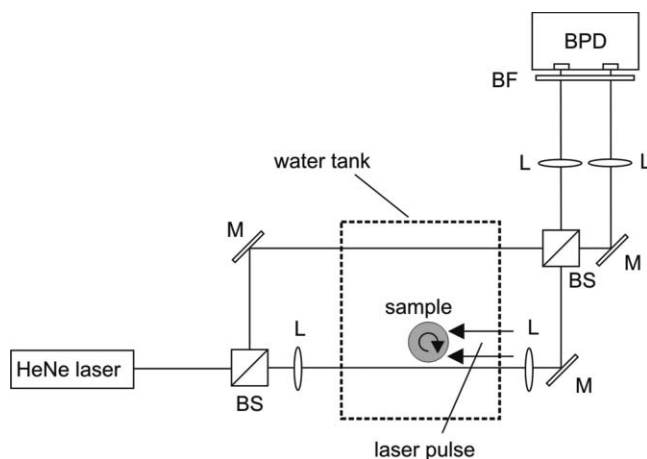 BPD
BF
L
L
water tank
M
M
BS
sample
L
L
HeNe laser
BS
M
laser pulse